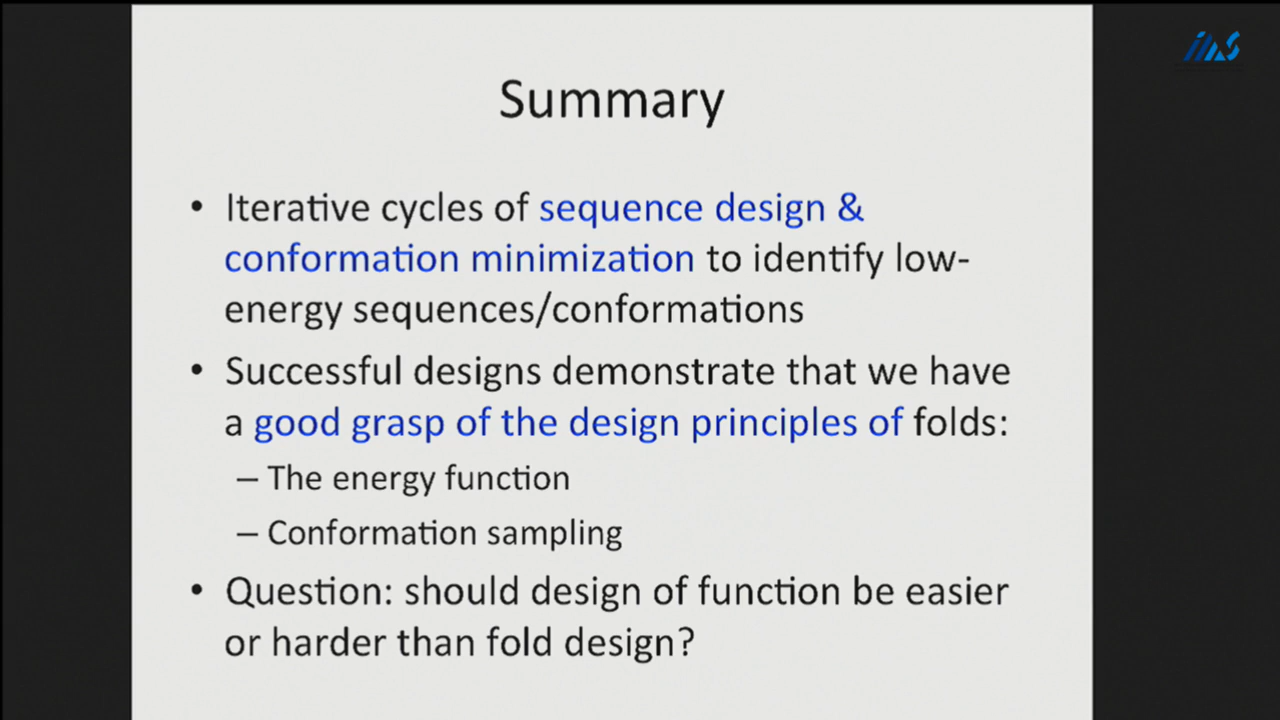 IIAS
Summary
• Iterative cycles of sequence design &
conformation minimization to identify low-
energy sequences/conformations
• Successful designs demonstrate that we have
a good grasp of the design principles of folds:
– The energy function
– Conformation sampling
• Question: should design of function be easier
or harder than fold design?